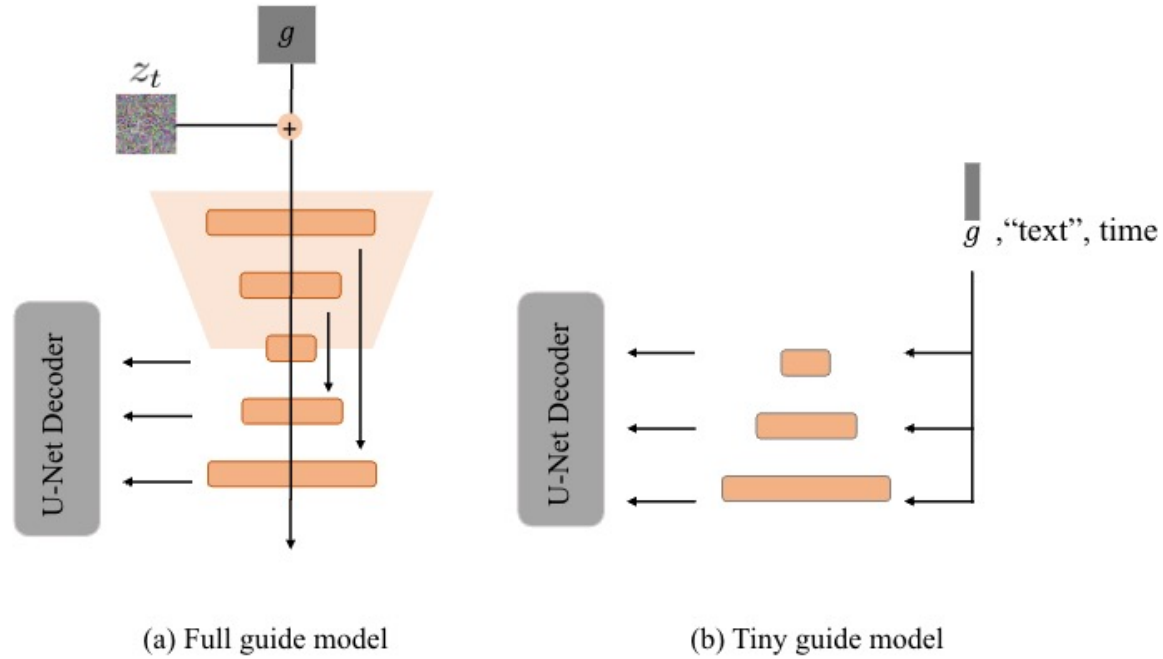 g
z_t
+
g ,“text”, time
U-Net Decoder
U-Net Decoder
(a) Full guide model
(b) Tiny guide model